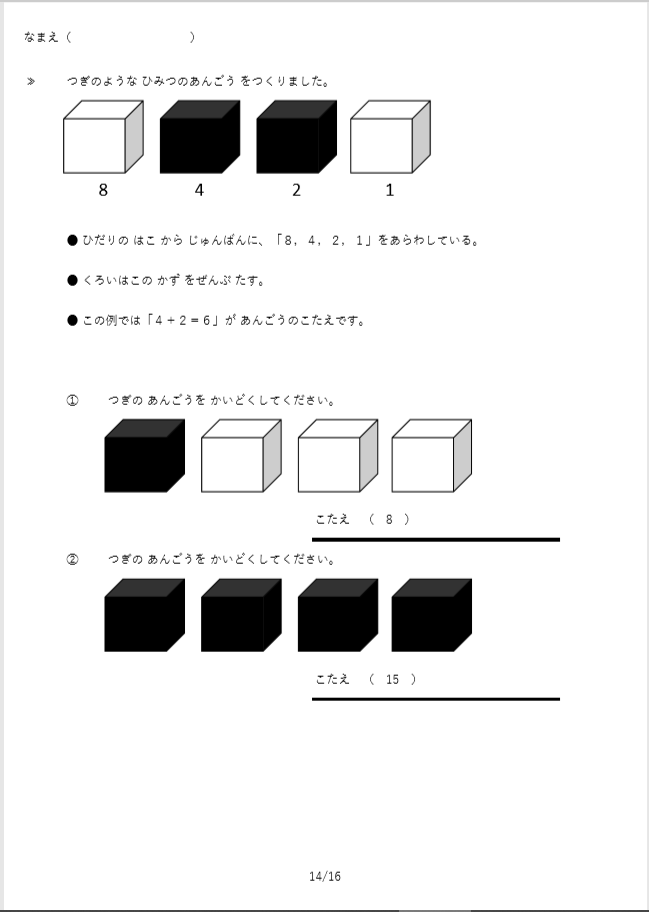 なまえ（　　　　　　　　　　）
≫　つぎのような ひみつのあんごう をつくりました。
8　4　2　1
● ひだりの はこ から じゅんばんに、「８，４，２，１」をあらわしている。
● くろいはこの かず をぜんぶ たす。
● この例では「４＋２＝６」が あんごうのこたえです。
①　つぎの あんごうを かいどくしてください。
こたえ　（　8　）
②　つぎの あんごうを かいどくしてください。
こたえ　（　15　）
14/16